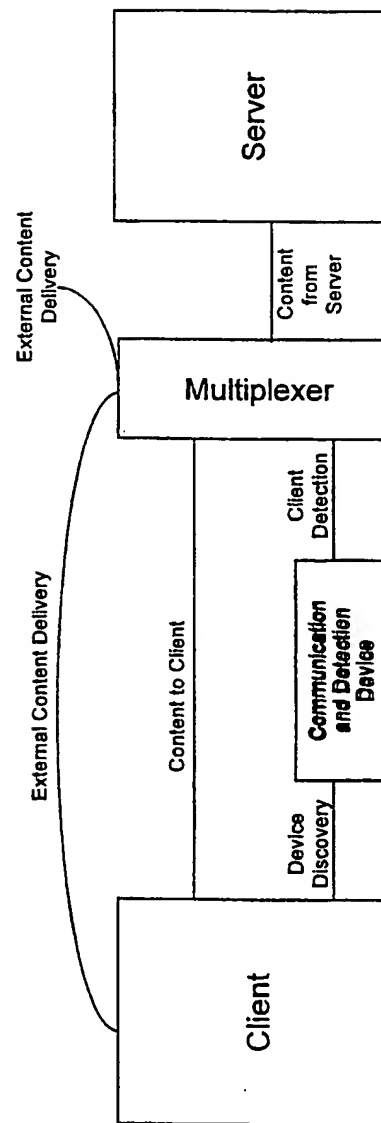 External Content
Delivery
External Content Delivery
Client
Content to Client
Device
Discovery
Communication
and Detection
Device
Client
Detection
Multiplexer
Content
from
Server
Server